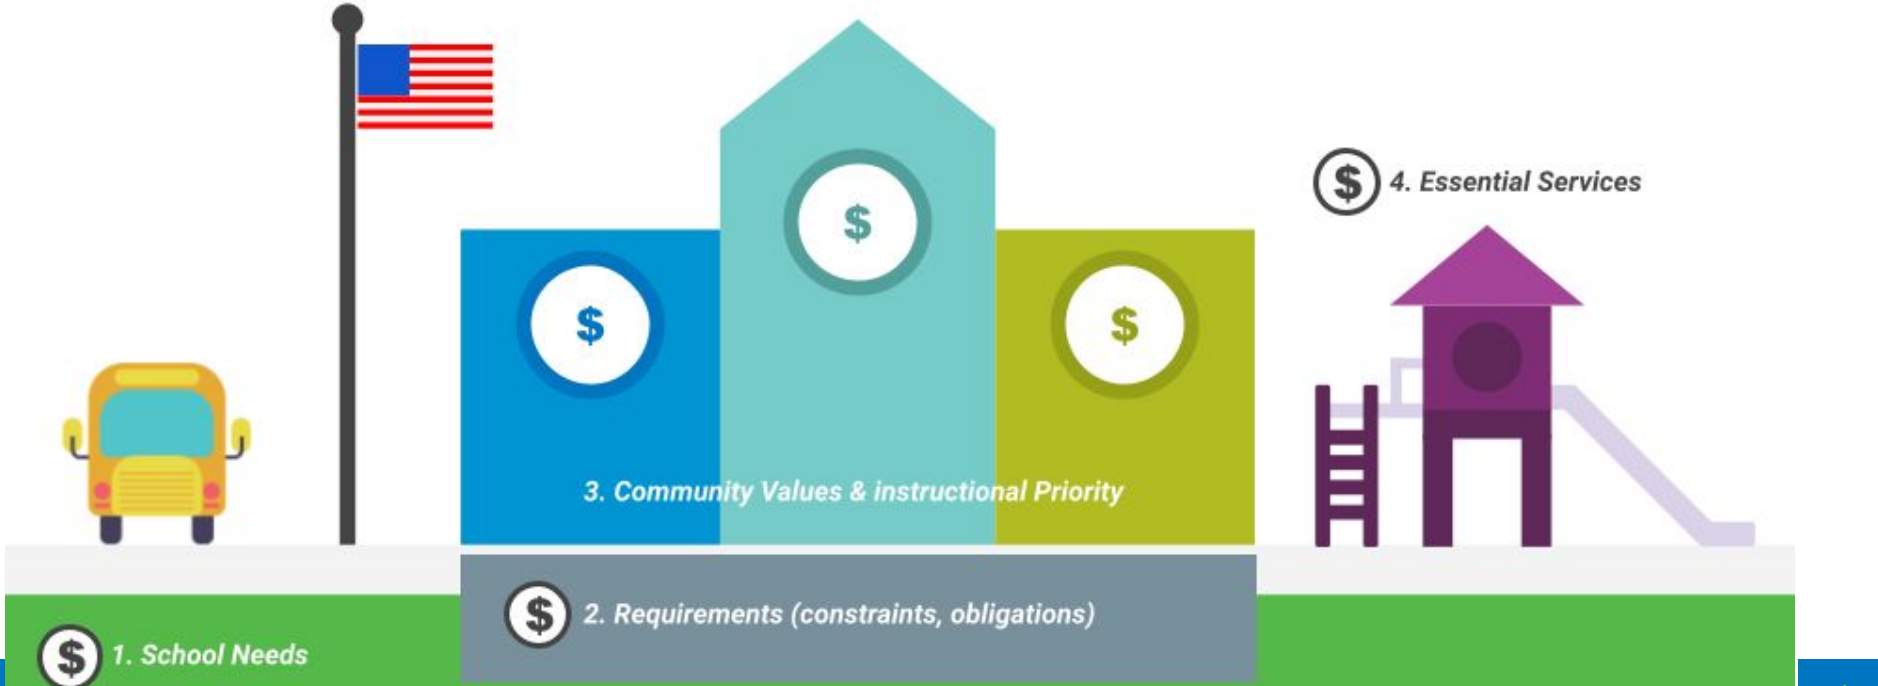 $
$ 4. Essential Services
$
$
3. Community Values & instructional Priority
$ 2. Requirements (constraints, obligations)
$ 1. School Needs